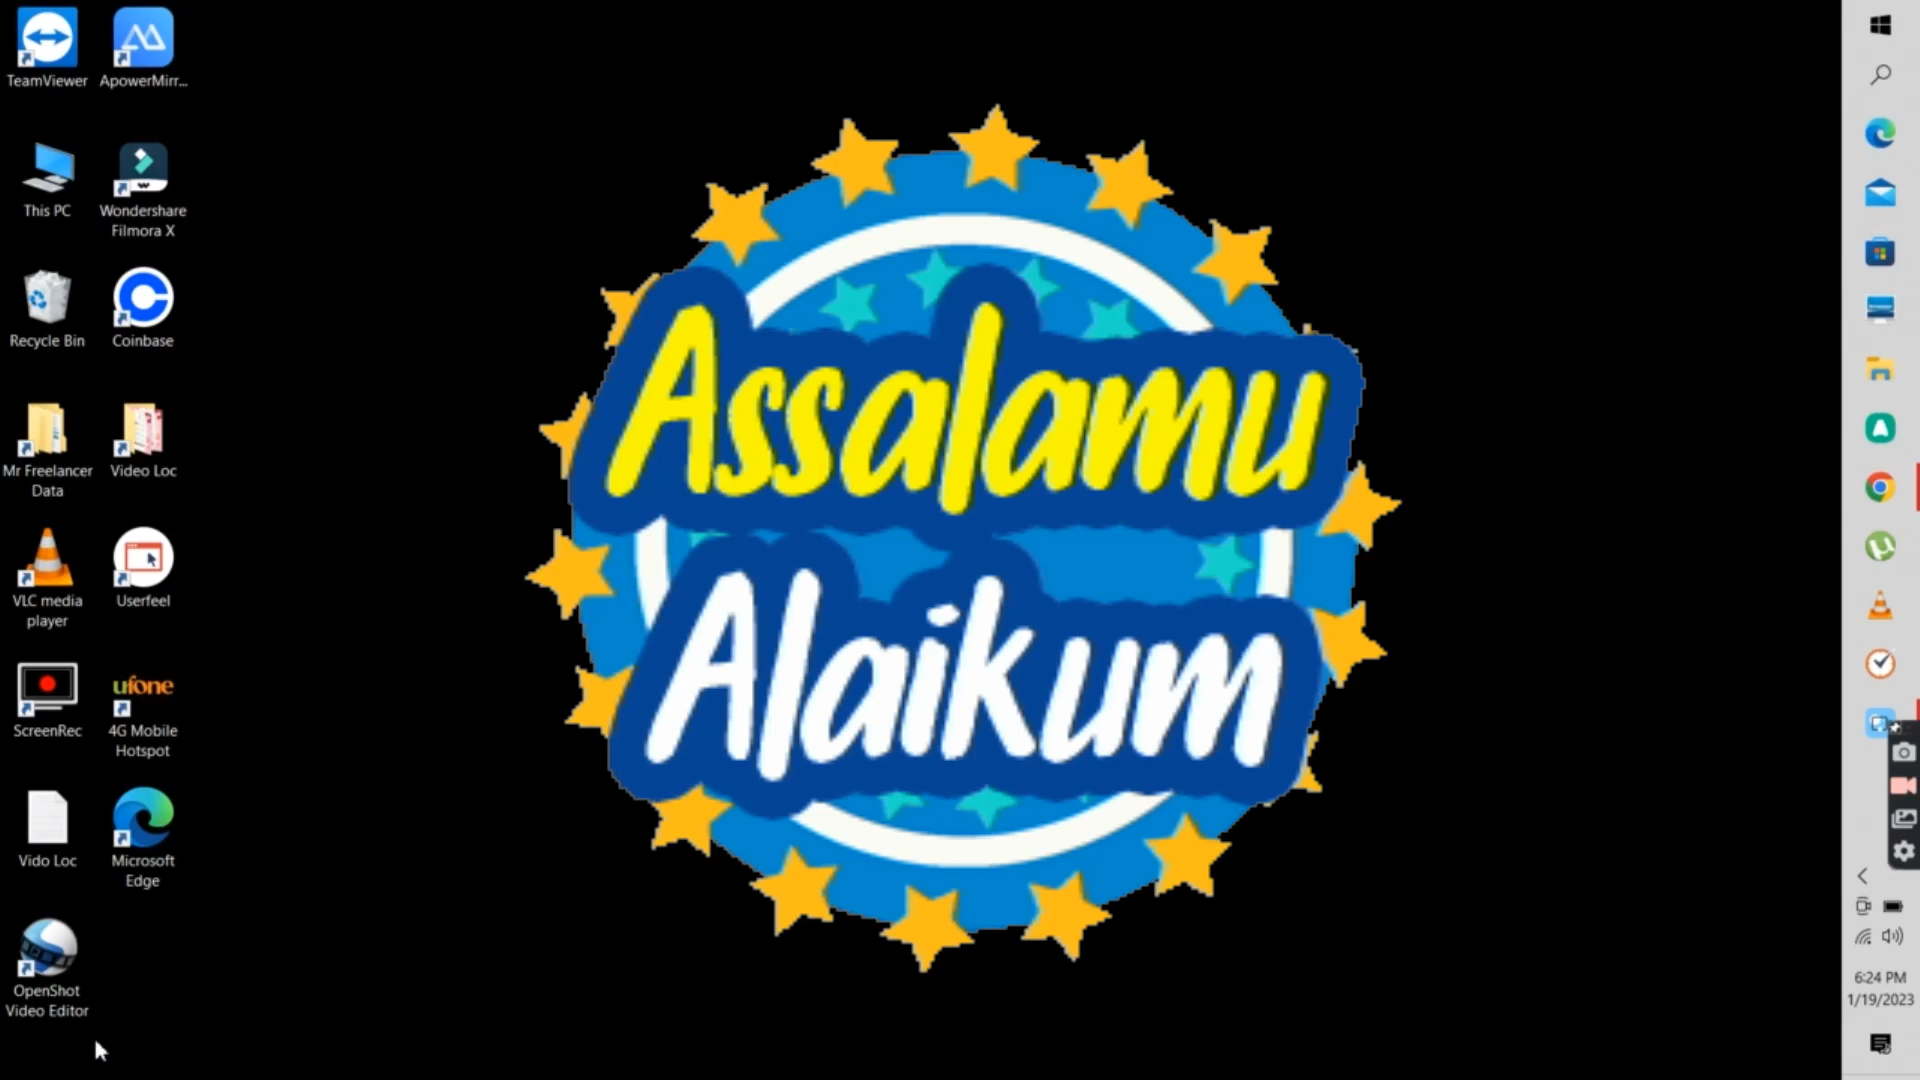 TeamViewer
ApowerMirr...
This PC
Wondershare
Filmora X
Recycle Bin
Coinbase
Mr Freelancer
Data
Video Loc
VLC media
player
Userfeel
ScreenRec
ufone
4G Mobile
Hotspot
Vido Loc
Microsoft
Edge
OpenShot
Video Editor
Assalamu
Alaikum
6:24 PM
1/19/2023